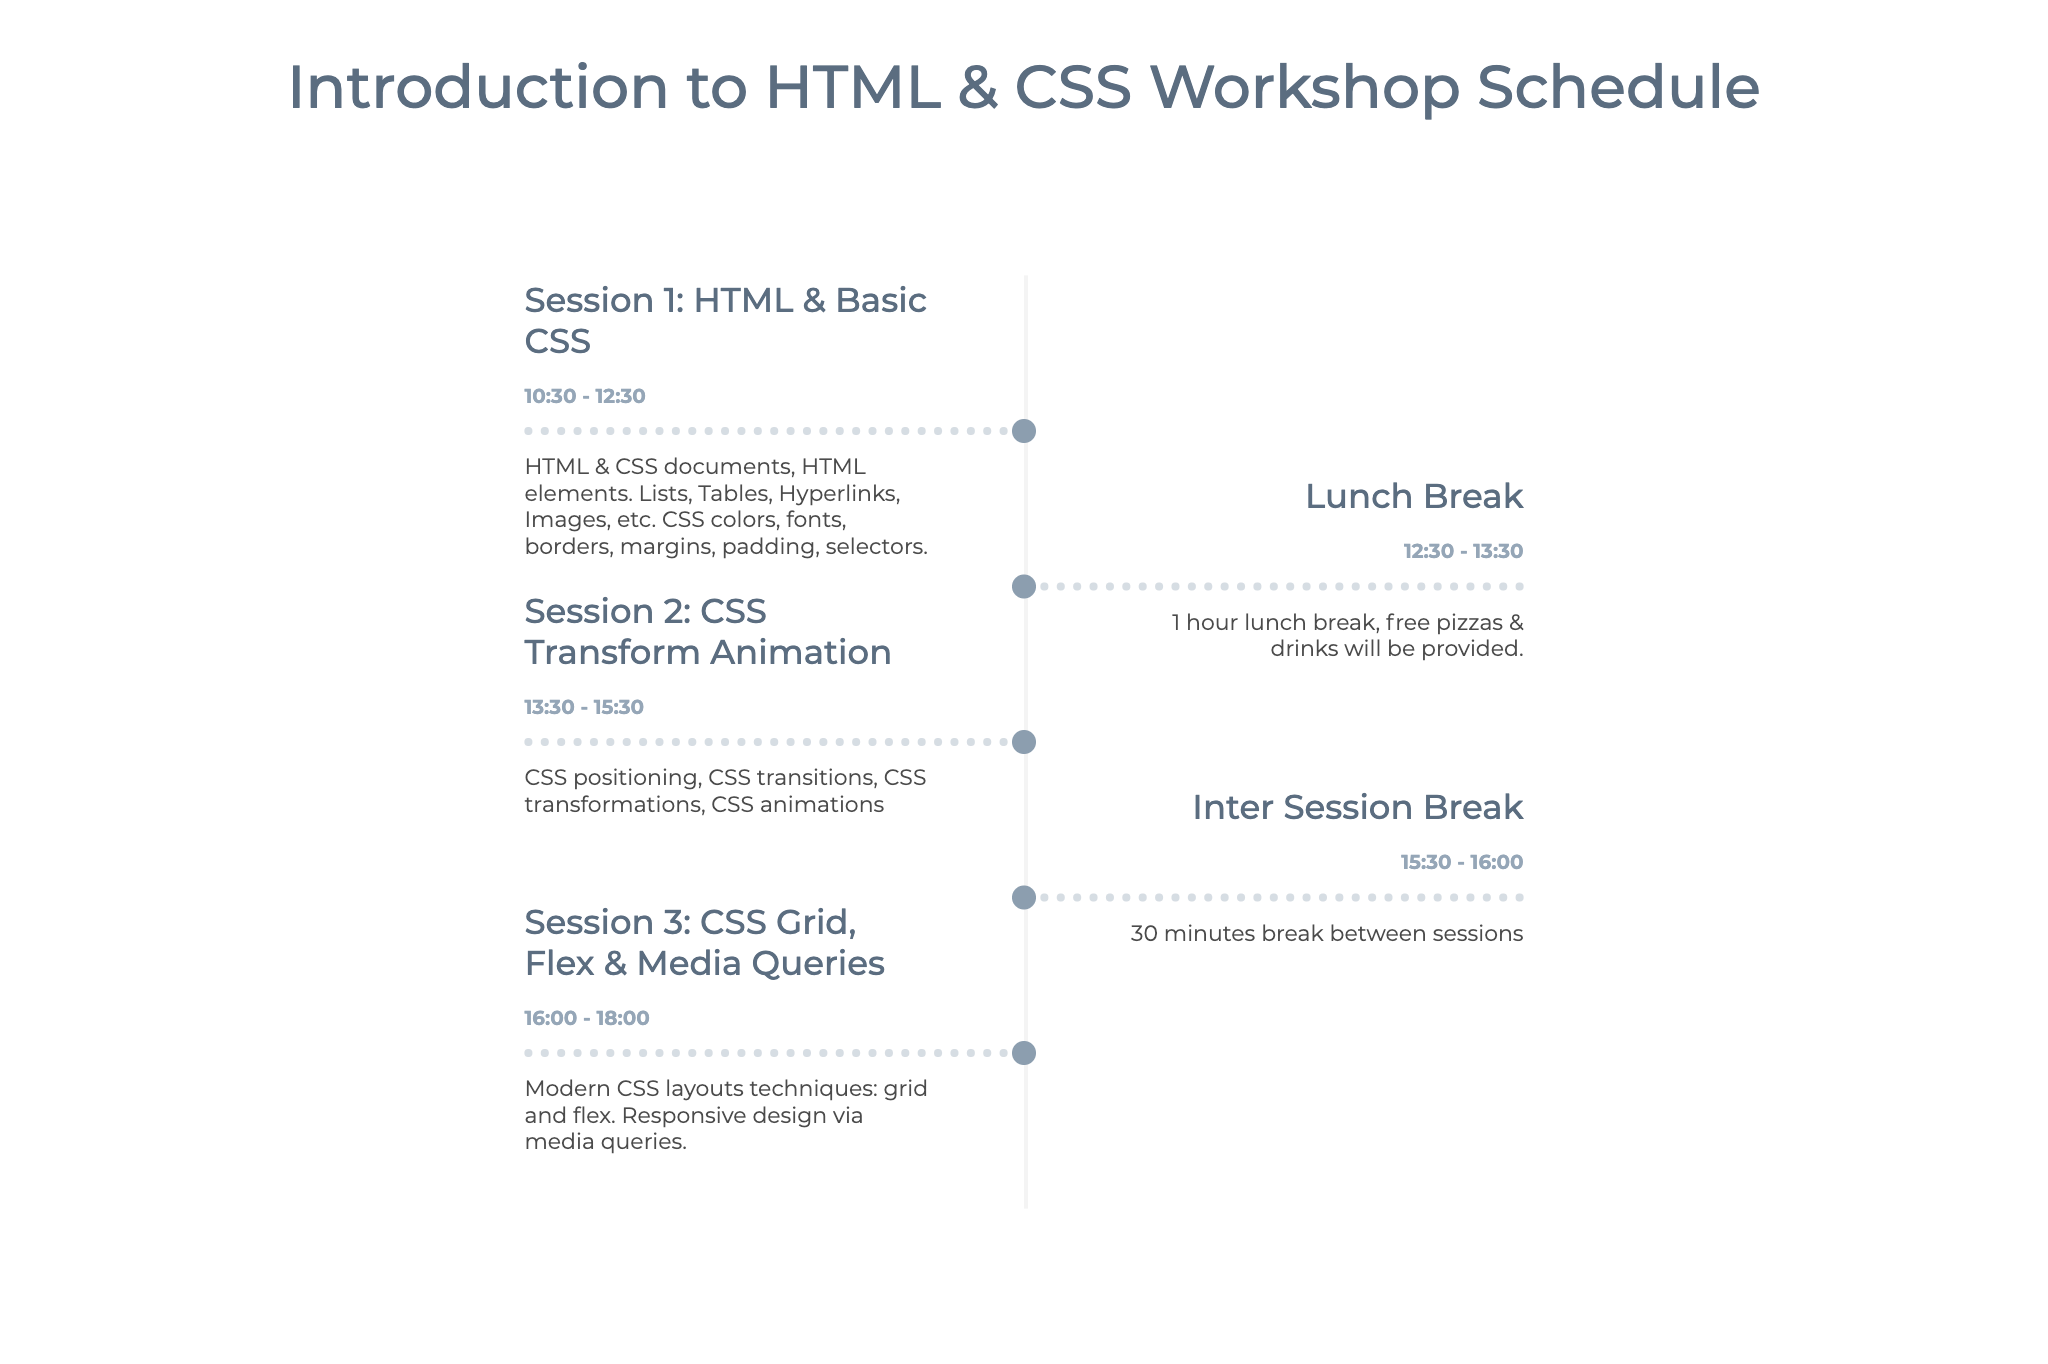 Introduction to HTML & CSS Workshop Schedule
Session 1: HTML & Basic
CSS
10:30 - 12:30
HTML & CSS documents, HTML
elements. Lists, Tables, Hyperlinks,
Images, etc. CSS colors, fonts,
borders, margins, padding, selectors.
Lunch Break
12:30 - 13:30
1 hour lunch break, free pizzas &
drinks will be provided.
Session 2: CSS
Transform Animation
13:30 - 15:30
CSS positioning, CSS transitions, CSS
transformations, CSS animations
Inter Session Break
15:30 - 16:00
30 minutes break between sessions
Session 3: CSS Grid,
Flex & Media Queries
16:00 - 18:00
Modern CSS layouts techniques: grid
and flex. Responsive design via
media queries.